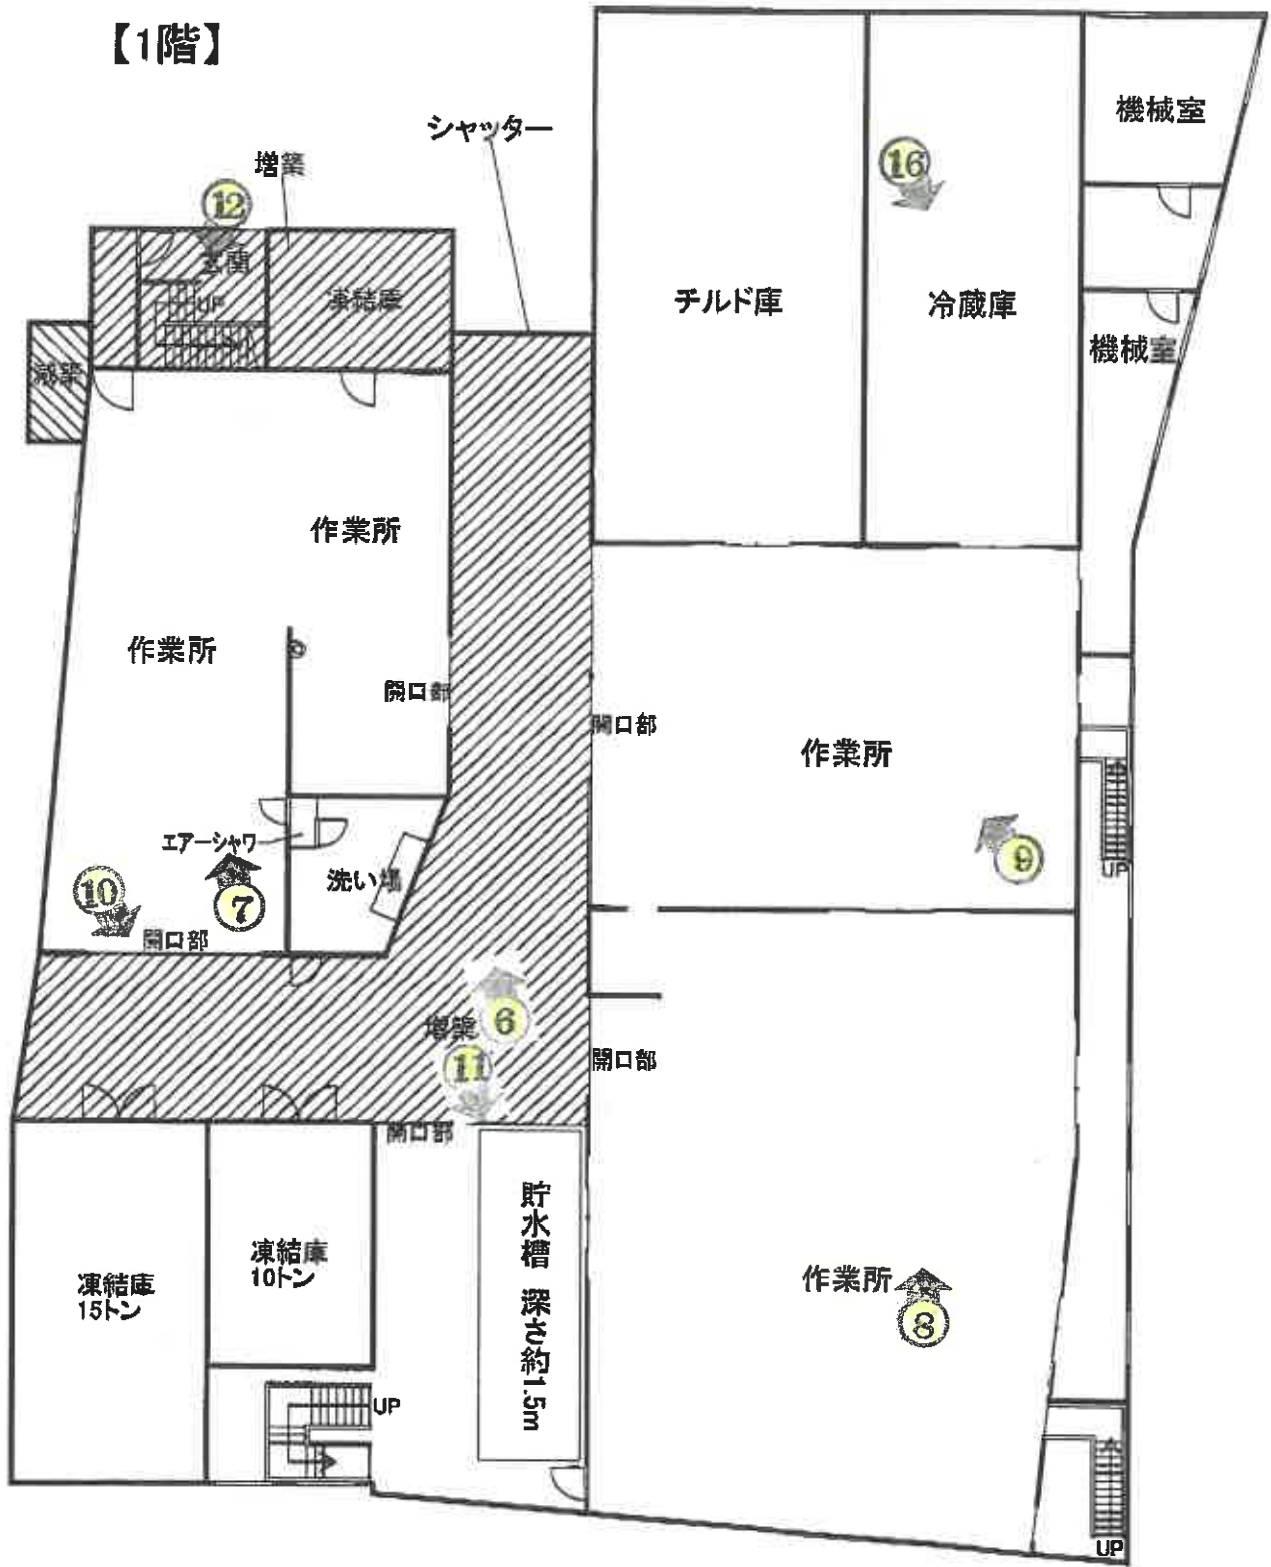 【1階】
機械室
シャッター
増築
16
12
玄関
UP
凍結庫
チルド庫
冷蔵庫
機械室
減築
作業所
作業所
開口部
開口部
作業所
エアーシャワー
洗い場
9
UP
10
7
開口部
6
増築
11
開口部
開口部
貯水槽 深さ約1.5m
凍結庫
10トン
凍結庫
15トン
作業所
8
UP
UP